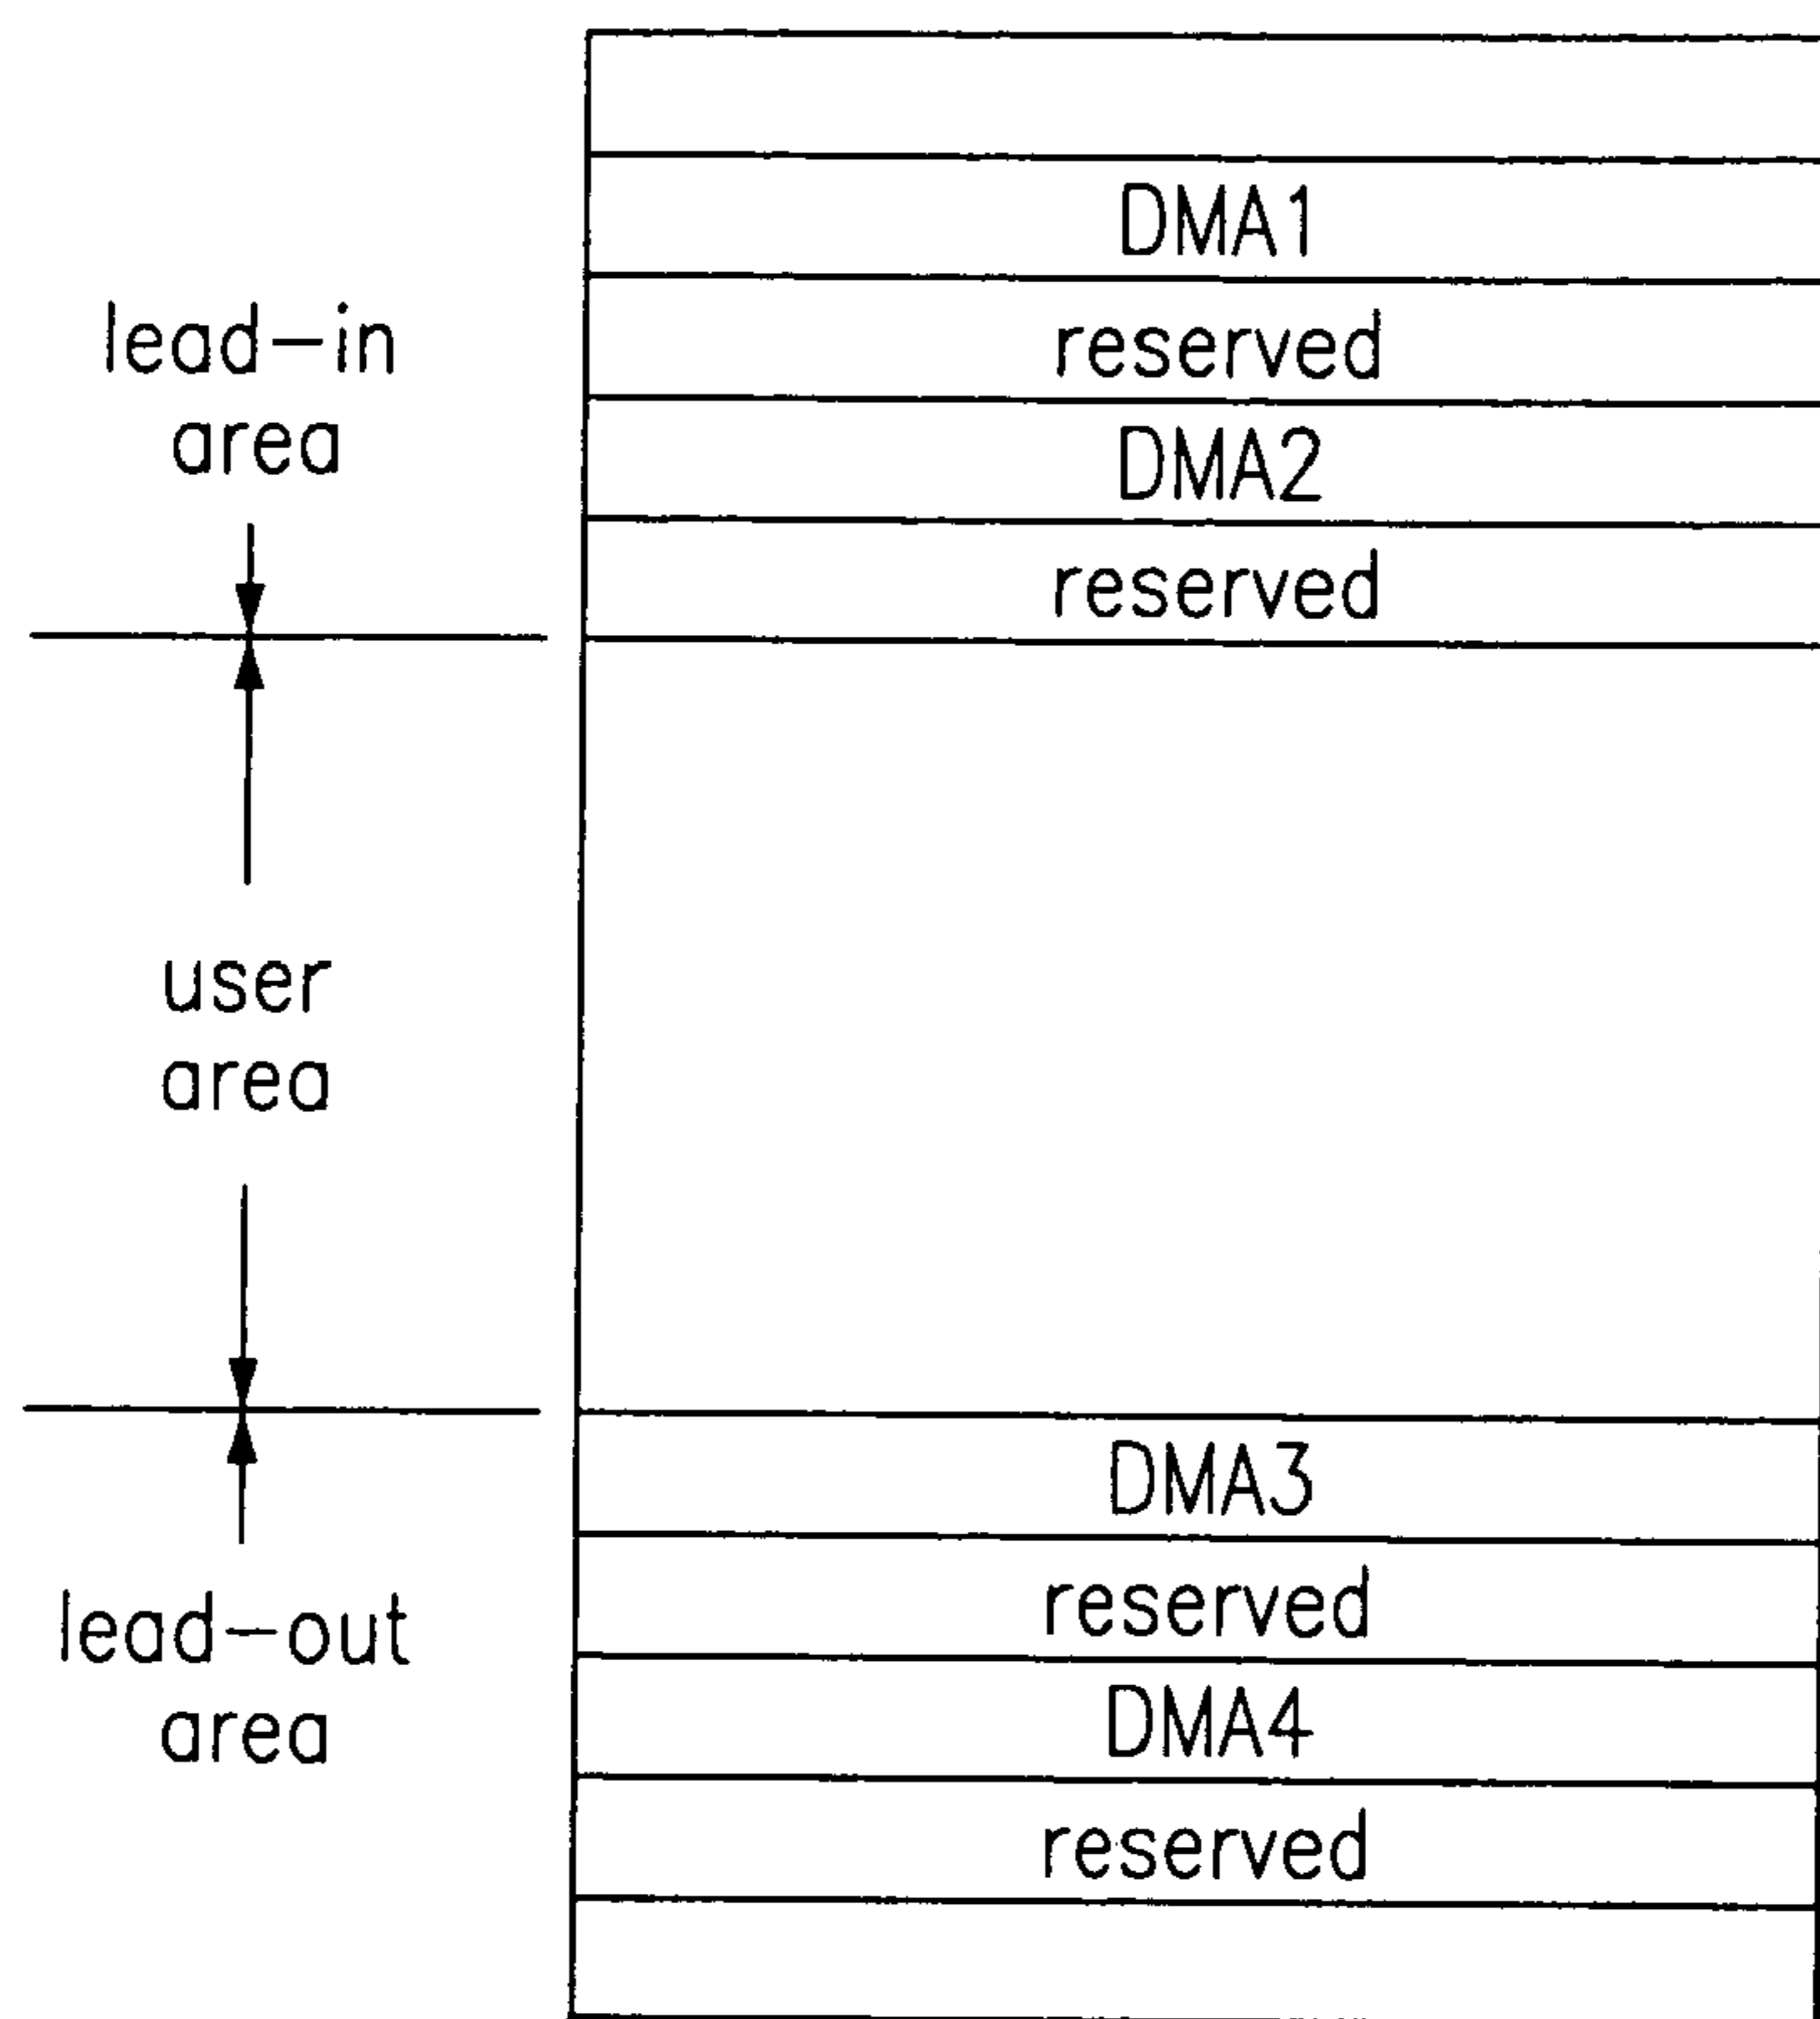 DMA1
lead-in
area
reserved
DMA2
reserved
user
area
DMA3
lead-out
area
reserved
DMA4
reserved